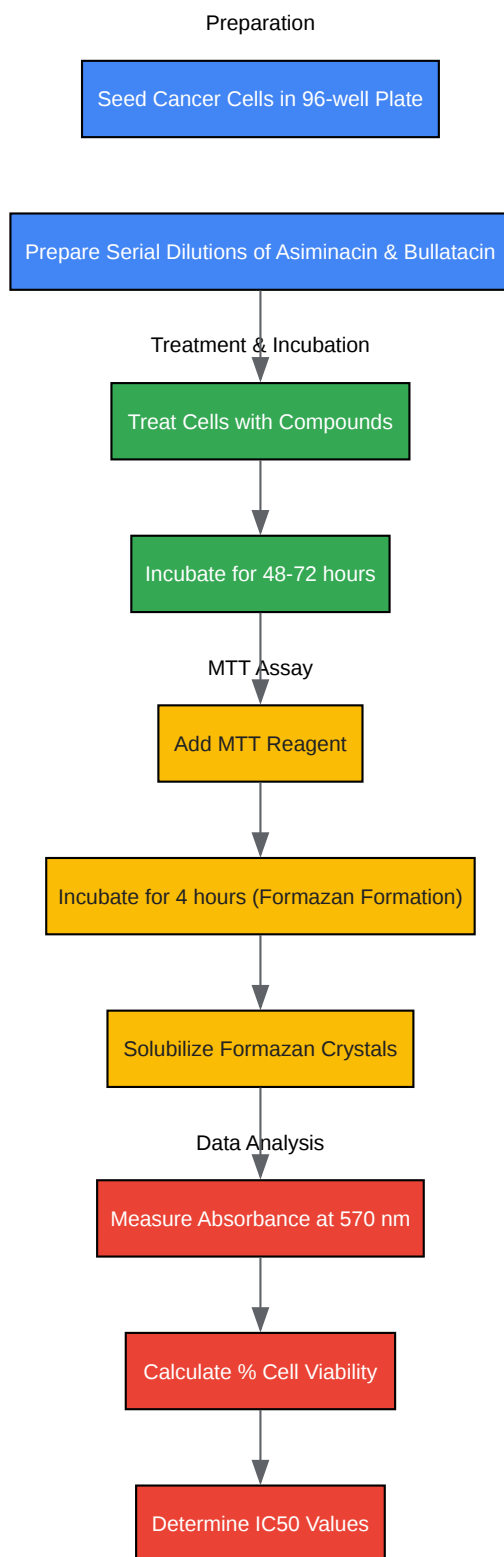 Preparation
Seed Cancer Cells in 96-well Plate
Prepare Serial Dilutions of Asiminacin & Bullatacin
Treatment & Incubation
Treat Cells with Compounds
Incubate for 48-72 hours
MTT Assay
Add MTT Reagent
Incubate for 4 hours (Formazan Formation)
Solubilize Formazan Crystals
Data Analysis
Measure Absorbance at 570 nm
Calculate % Cell Viability
Determine IC50 Values